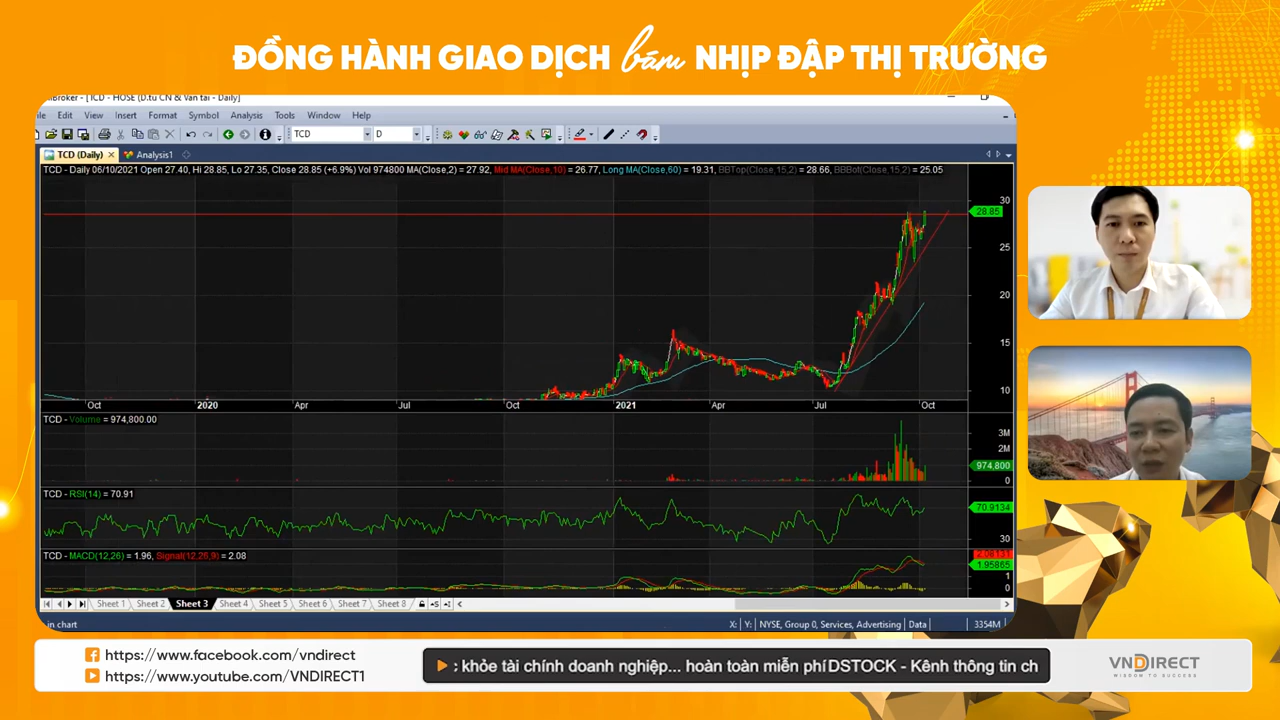 ĐỒNG HÀNH GIAO DỊCH bám NHỊP ĐẬP THỊ TRƯỜNG
Broker - [ TCD - HOSE (D.tu CN & Van tai - Daily]
Edit View Insert Format Symbol Analysis Tools Window Help
TCD D
TCD (Daily) Analysis1
TCD - Daily 06/10/2021 Open 27.40, Hi 28.85, Lo 27.35, Close 28.85 (+6.9%) Vol 974800 MA(Close,2) = 27.92, Mid MA(Close,10) = 26.77, Long MA(Close,60) = 19.31, BBTop(Close,15,2) = 28.66, BBBot(Close,15,2) = 25.05
30
28.85
25
20
15
10
Oct 2020 Apr Jul Oct 2021 Apr Jul Oct
TCD - Volume = 974,800.00
3M
2M
974,800
0
TCD - RSI(14) = 70.91
70.9134
30
TCD - MACD(12,26) = 1.96, Signal(12,26,9) = 2.08
1.95865
1
0
Sheet 1 Sheet 2 Sheet 3 Sheet 4 Sheet 5 Sheet 6 Sheet 7 Sheet 8
in chart X: Y: NYSE, Group 0, Services, Advertising Data 3354M
https://www.facebook.com/vndirect
https://www.youtube.com/VNDIRECT1
: khỏe tài chính doanh nghiệp... hoàn toàn miễn phíDSTOCK - Kênh thông tin ch
VNDIRECT
WISDOM TO SUCCESS